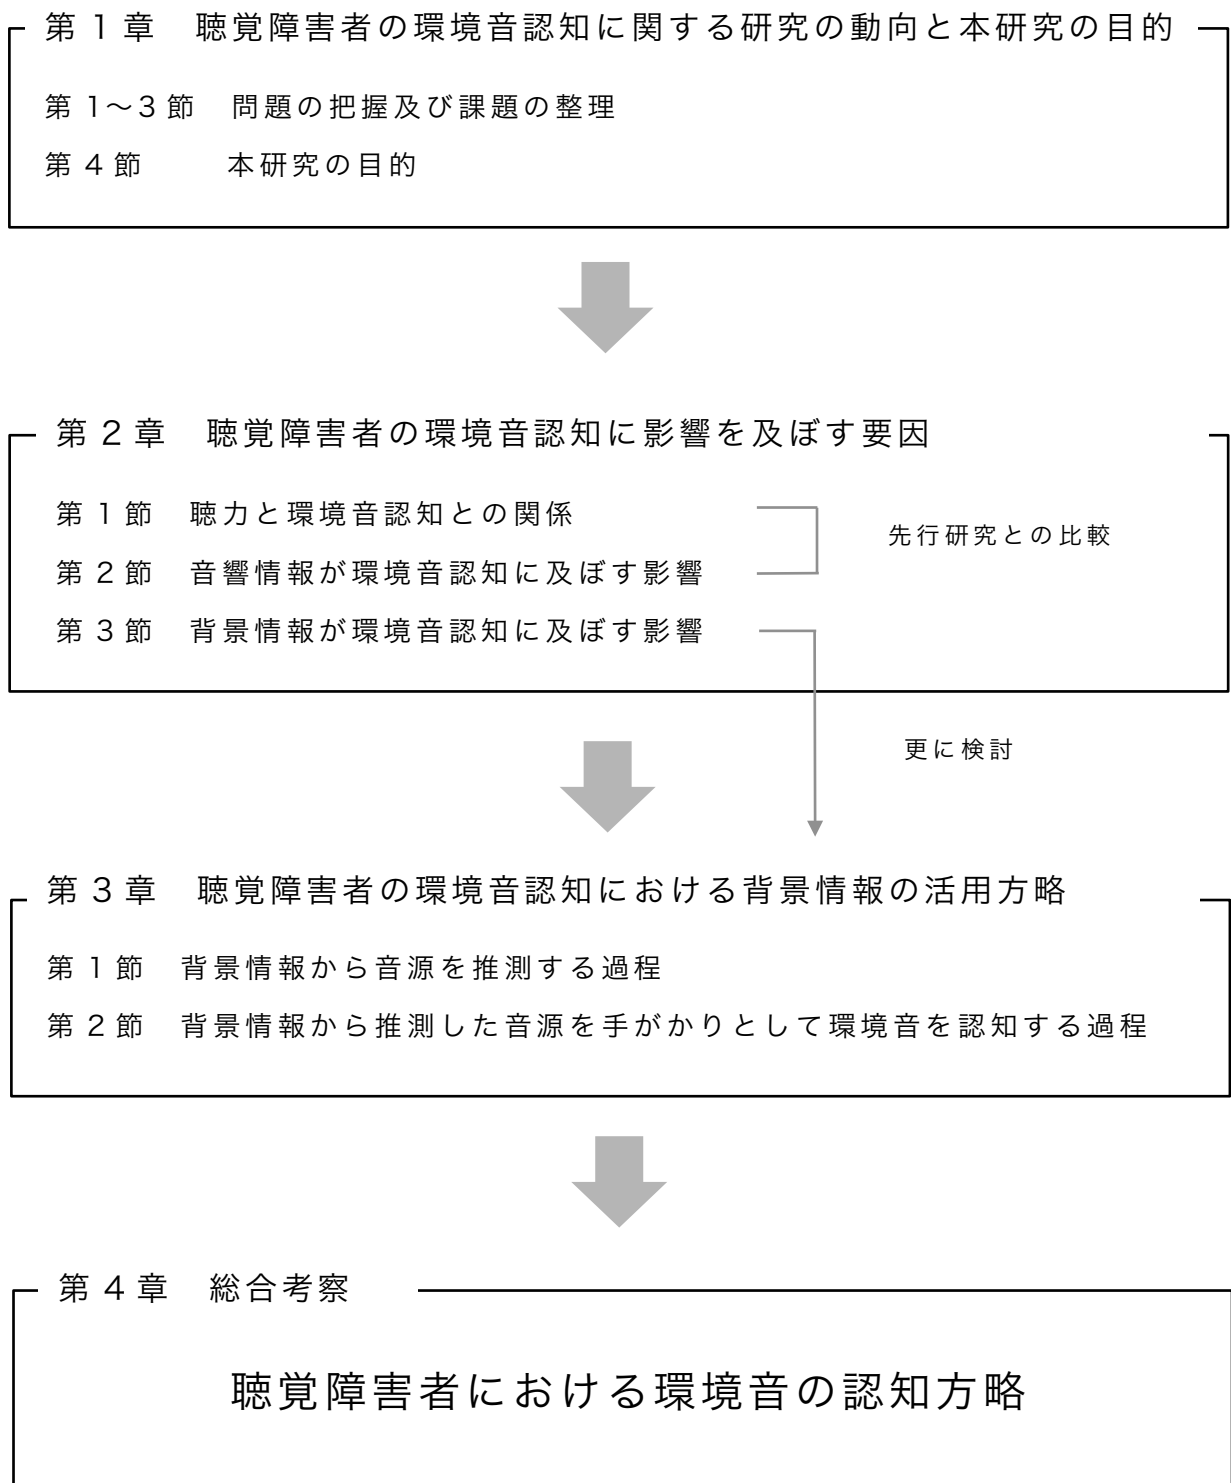 第1章　聴覚障害者の環境音認知に関する研究の動向と本研究の目的
第1〜3節　問題の把握及び課題の整理
第4節　本研究の目的
第2章　聴覚障害者の環境音認知に影響を及ぼす要因
第1節　聴力と環境音認知との関係
先行研究との比較
第2節　音響情報が環境音認知に及ぼす影響
第3節　背景情報が環境音認知に及ぼす影響
更に検討
第3章　聴覚障害者の環境音認知における背景情報の活用方略
第1節　背景情報から音源を推測する過程
第2節　背景情報から推測した音源を手がかりとして環境音を認知する過程
第4章　総合考察
聴覚障害者における環境音の認知方略